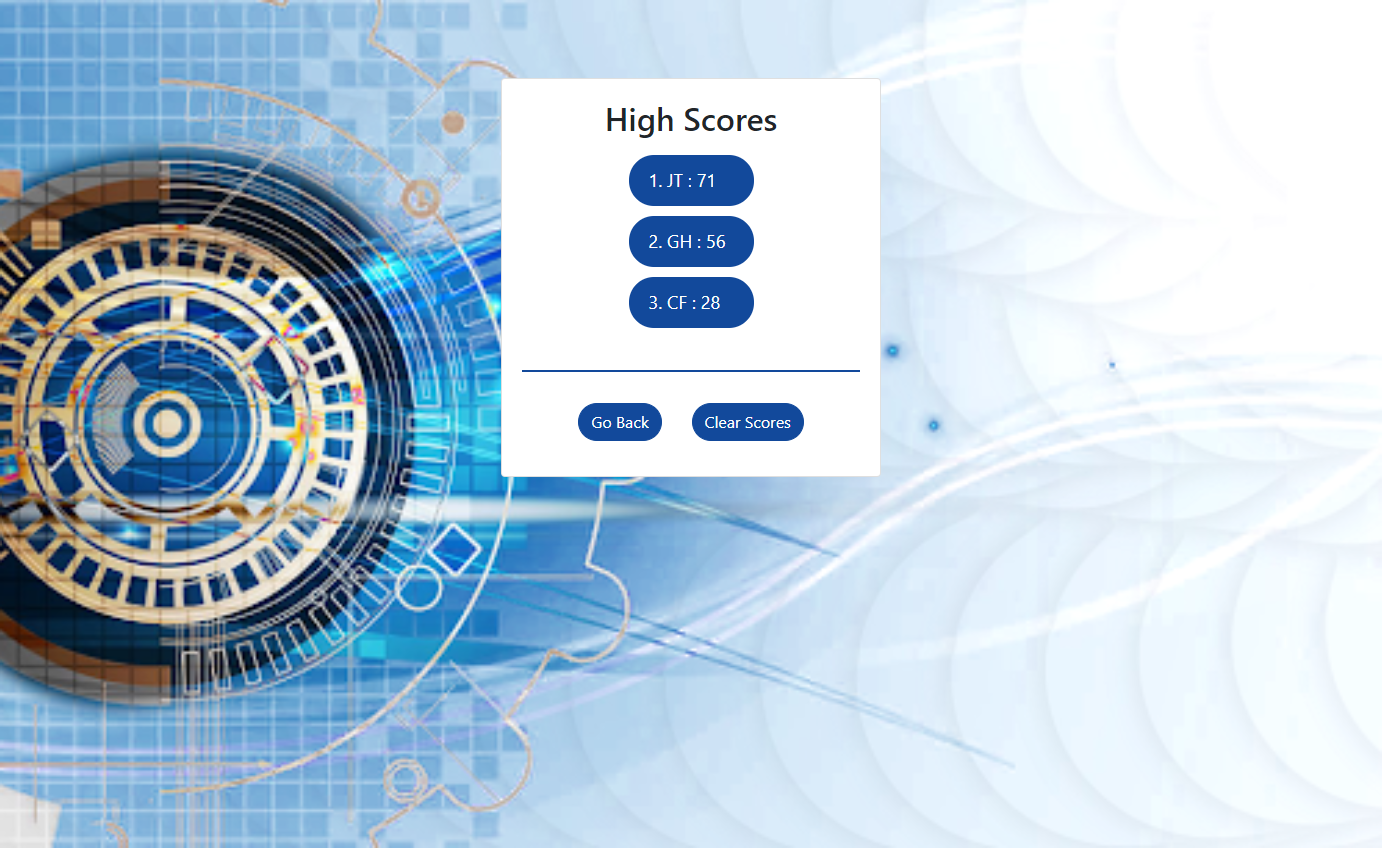 High Scores
1. JT : 71
2. GH : 56
3. CF : 28
Go Back Clear Scores